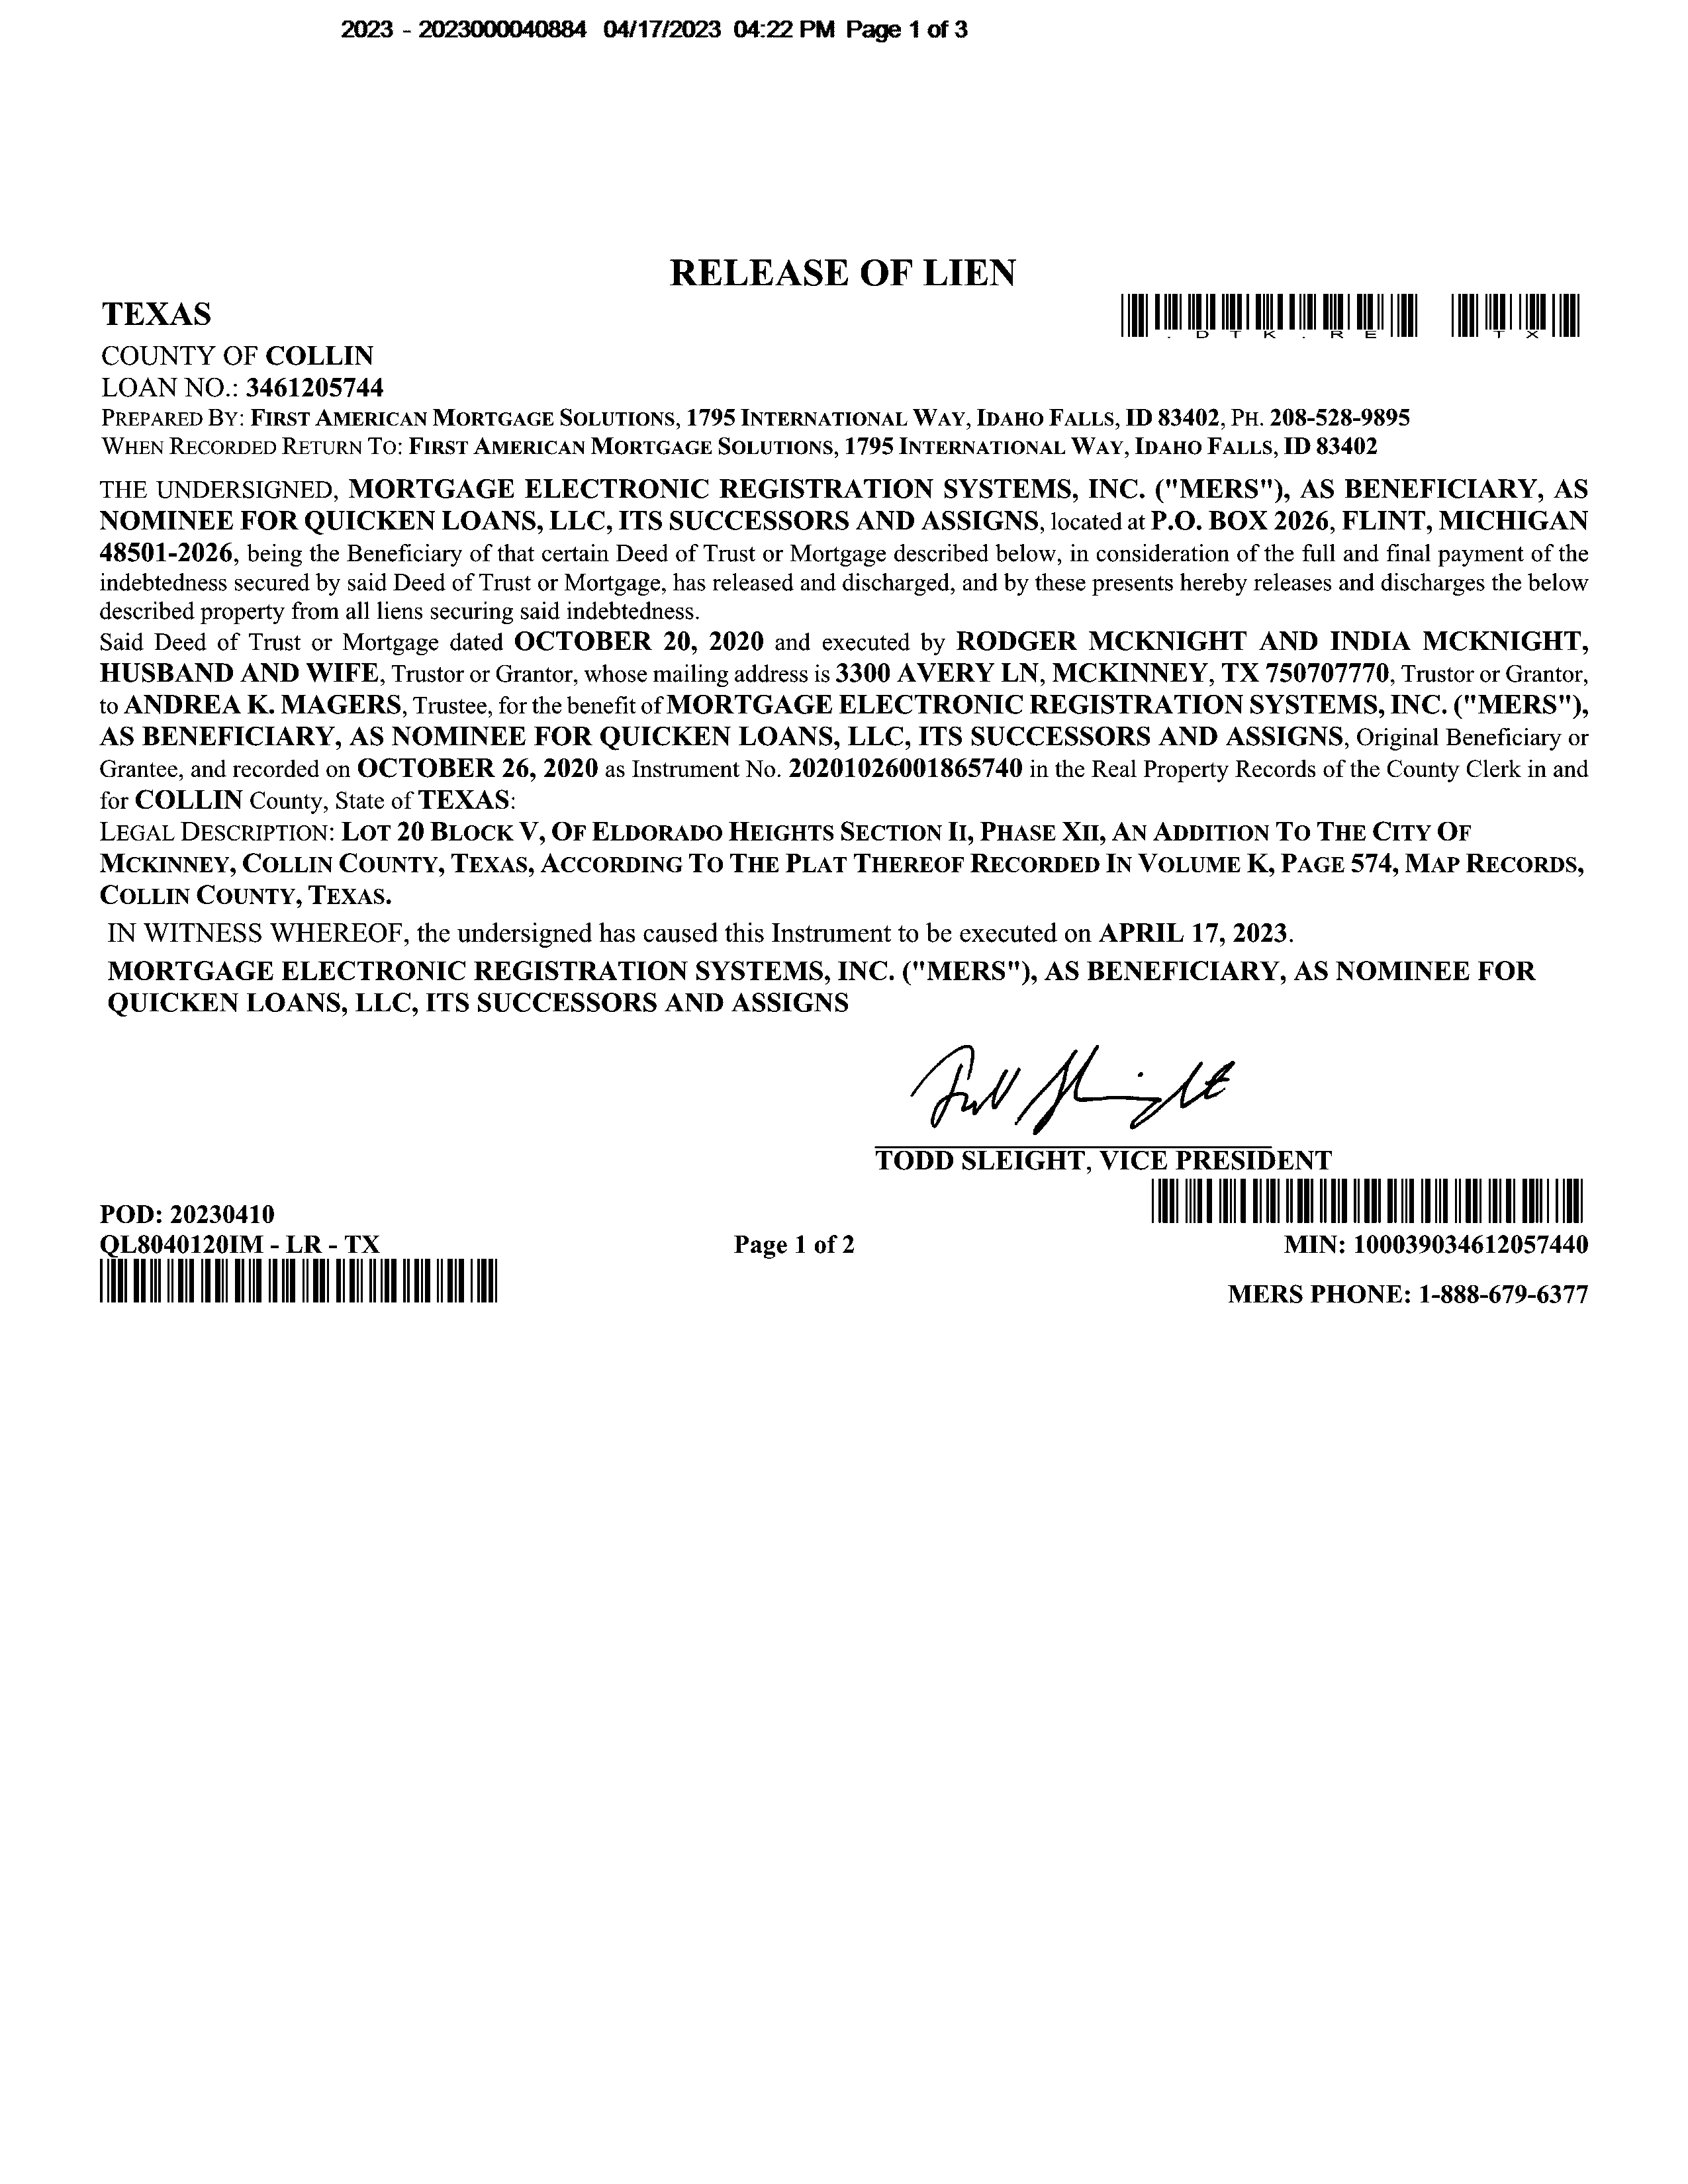 2023 - 2023000040884 04/17/2023 04:22 PM Page 1 of 3
RELEASE OF LIEN
TEXAS
. D T K . R E T X
COUNTY OF COLLIN
LOAN NO.: 3461205744
PREPARED BY: FIRST AMERICAN MORTGAGE SOLUTIONS, 1795 INTERNATIONAL WAY, IDAHO FALLS, ID 83402, PH. 208-528-9895
WHEN RECORDED RETURN TO: FIRST AMERICAN MORTGAGE SOLUTIONS, 1795 INTERNATIONAL WAY, IDAHO FALLS, ID 83402
THE UNDERSIGNED, MORTGAGE ELECTRONIC REGISTRATION SYSTEMS, INC. ("MERS"), AS BENEFICIARY, AS
NOMINEE FOR QUICKEN LOANS, LLC, ITS SUCCESSORS AND ASSIGNS, located at P.O. BOX 2026, FLINT, MICHIGAN
48501-2026, being the Beneficiary of that certain Deed of Trust or Mortgage described below, in consideration of the full and final payment of the
indebtedness secured by said Deed of Trust or Mortgage, has released and discharged, and by these presents hereby releases and discharges the below
described property from all liens securing said indebtedness.
Said Deed of Trust or Mortgage dated OCTOBER 20, 2020 and executed by RODGER MCKNIGHT AND INDIA MCKNIGHT,
HUSBAND AND WIFE, Trustor or Grantor, whose mailing address is 3300 AVERY LN, MCKINNEY, TX 750707770, Trustor or Grantor,
to ANDREA K. MAGERS, Trustee, for the benefit of MORTGAGE ELECTRONIC REGISTRATION SYSTEMS, INC. ("MERS"),
AS BENEFICIARY, AS NOMINEE FOR QUICKEN LOANS, LLC, ITS SUCCESSORS AND ASSIGNS, Original Beneficiary or
Grantee, and recorded on OCTOBER 26, 2020 as Instrument No. 20201026001865740 in the Real Property Records of the County Clerk in and
for COLLIN County, State of TEXAS:
LEGAL DESCRIPTION: LOT 20 BLOCK V, OF ELDORADO HEIGHTS SECTION II, PHASE XII, AN ADDITION TO THE CITY OF
MCKINNEY, COLLIN COUNTY, TEXAS, ACCORDING TO THE PLAT THEREOF RECORDED IN VOLUME K, PAGE 574, MAP RECORDS,
COLLIN COUNTY, TEXAS.
IN WITNESS WHEREOF, the undersigned has caused this Instrument to be executed on APRIL 17, 2023.
MORTGAGE ELECTRONIC REGISTRATION SYSTEMS, INC. ("MERS"), AS BENEFICIARY, AS NOMINEE FOR
QUICKEN LOANS, LLC, ITS SUCCESSORS AND ASSIGNS
TODD SLEIGHT, VICE PRESIDENT
POD: 20230410
QL8040120IM - LR - TX
Page 1 of 2
MIN: 100039034612057440
MERS PHONE: 1-888-679-6377